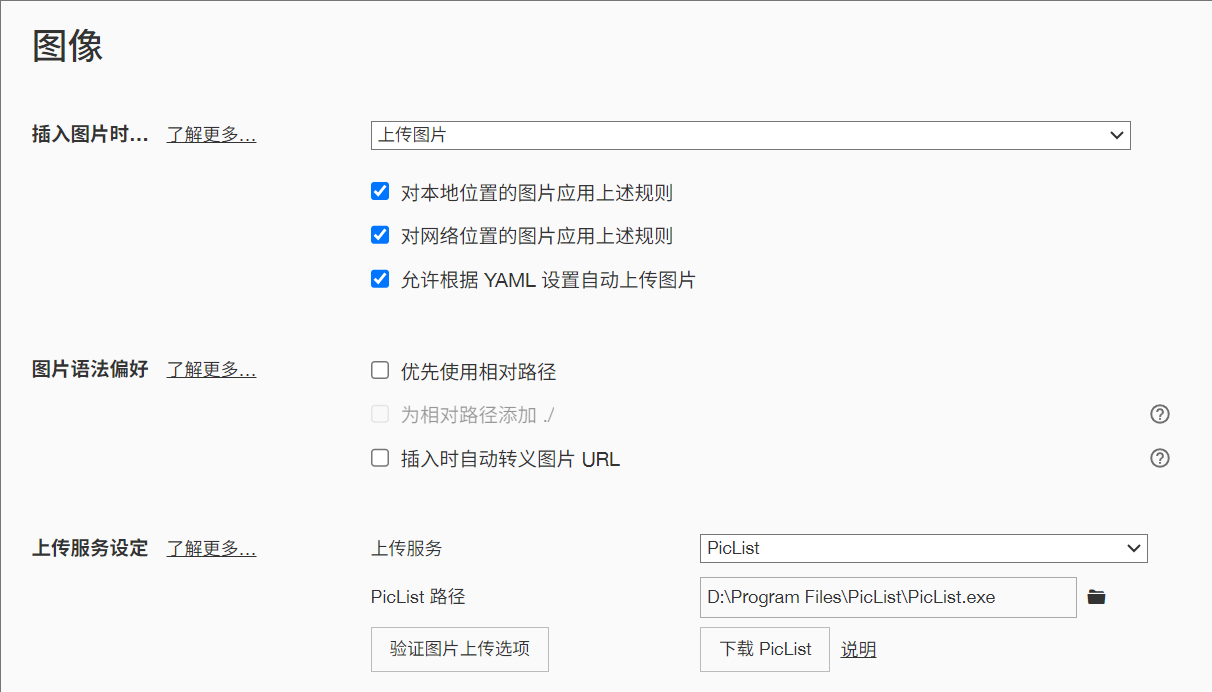 图像
插入图片时... 了解更多... 上传图片
对本地位置的图片应用上述规则
对网络位置的图片应用上述规则
允许根据 YAML 设置自动上传图片
图片语法偏好 了解更多... 优先使用相对路径
为相对路径添加 ./
插入时自动转义图片 URL
上传服务设定 了解更多... 上传服务 PicList
PicList 路径 D:\Program Files\PicList\PicList.exe
验证图片上传选项 下载 PicList 说明